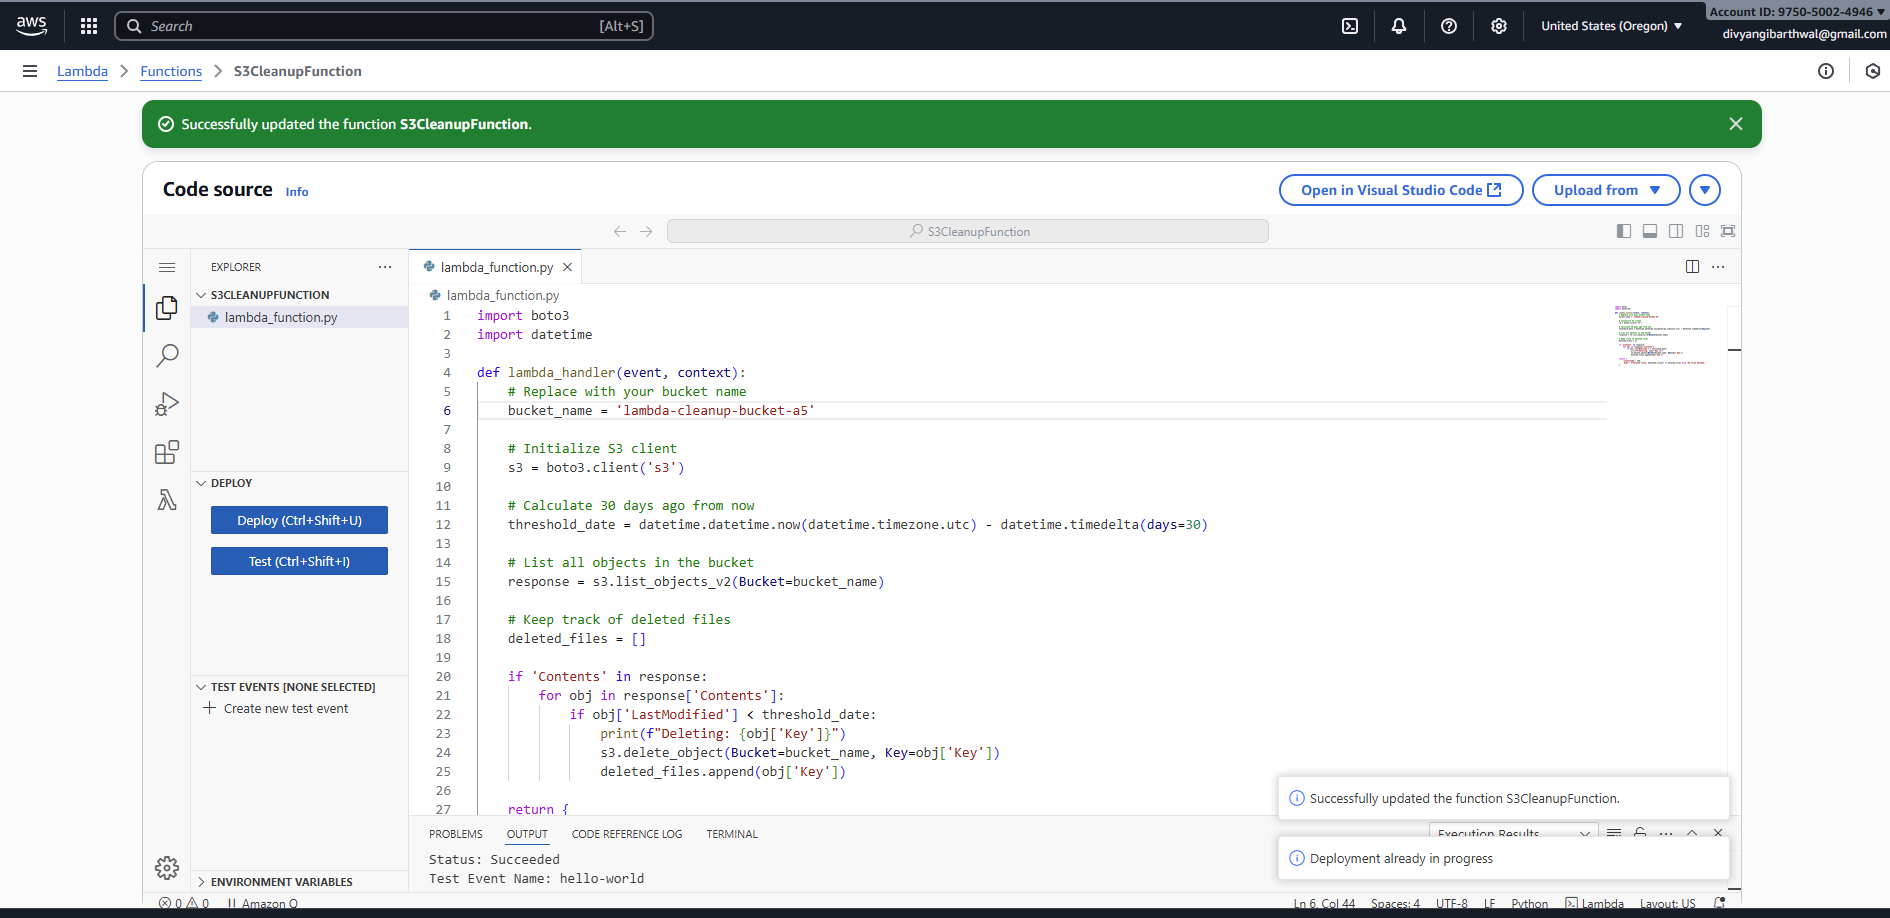 aws
Search [Alt+S]
United States (Oregon)
Account ID: 9750-5002-4946
divyangibarthwal@gmail.com
Lambda
Functions
S3CleanupFunction
Successfully updated the function S3CleanupFunction.
Code source Info
Open in Visual Studio Code
Upload from
S3CleanupFunction
EXPLORER
S3CLEANUPFUNCTION
lambda_function.py
DEPLOY
Deploy (Ctrl+Shift+U)
Test (Ctrl+Shift+I)
TEST EVENTS [NONE SELECTED]
Create new test event
ENVIRONMENT VARIABLES
lambda_function.py
lambda_function.py
1 import boto3
2 import datetime
3
4 def lambda_handler(event, context):
5 # Replace with your bucket name
6 bucket_name = 'lambda-cleanup-bucket-a5'
7
8 # Initialize S3 client
9 s3 = boto3.client('s3')
10
11 # Calculate 30 days ago from now
12 threshold_date = datetime.datetime.now(datetime.timezone.utc) - datetime.timedelta(days=30)
13
14 # List all objects in the bucket
15 response = s3.list_objects_v2(Bucket=bucket_name)
16
17 # Keep track of deleted files
18 deleted_files = []
19
20 if 'Contents' in response:
21 for obj in response['Contents']:
22 if obj['LastModified'] < threshold_date:
23 print(f"Deleting: {obj['Key']}")
24 s3.delete_object(Bucket=bucket_name, Key=obj['Key'])
25 deleted_files.append(obj['Key'])
26
27 return {
PROBLEMS OUTPUT CODE REFERENCE LOG TERMINAL
Execution Results
Status: Succeeded
Test Event Name: hello-world
Successfully updated the function S3CleanupFunction.
Deployment already in progress
0 0 Amazon Q
Ln 6, Col 44 Spaces: 4 UTF-8 LF Python Lambda Layout: US